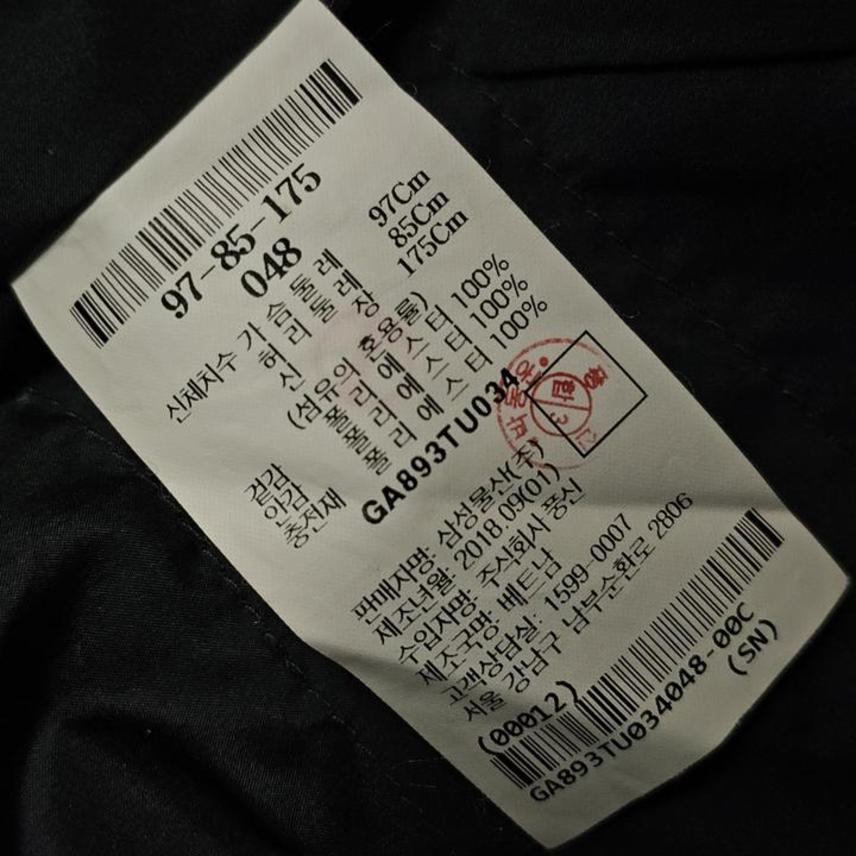 97-85-175
048
신체치수 가 슴 둘 레 97Cm
허 리 둘 레 85Cm
신 장 175Cm
(섬유의 혼용률)
겉감 폴 리 에 스 터 100%
안감 폴 리 에 스 터 100%
충전재 폴 리 에 스 터 100%
GA893TU034
판매자명: 삼성물산(주)
제조년월: 2018.09(01)
수입자명: 주식회사 풍신
제조국명: 베트남
고객상담실: 1599-0007
서울 강남구 남부순환로 2806
(00012)
GA893TU034048-00C
(SN)